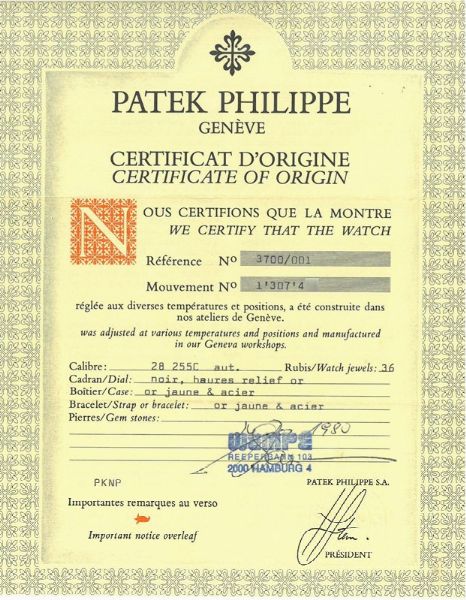 PATEK PHILIPPE
GENÈVE
CERTIFICAT D'ORIGINE
CERTIFICATE OF ORIGIN
NOUS CERTIFIONS QUE LA MONTRE
WE CERTIFY THAT THE WATCH
Référence Nº 3700/001
Mouvement Nº 1'307'4
réglée aux diverses températures et positions, a été construite dans
nos ateliers de Genève.
was adjusted at various temperatures and positions and manufactured
in our Geneva workshops.
Calibre: 28 255C aut. Rubis/Watch jewels: 36
Cadran/Dial: noir, heures relief or
Boîtier/Case: or jaune & acier
Bracelet/Strap or bracelet: or jaune & acier
Pierres/Gem stones:
1980
WEMPE
REEPERBAHN 103
2000 HAMBURG 4
PKNP PATEK PHILIPPE S.A.
Importantes remarques au verso
Important notice overleaf
PRÉSIDENT